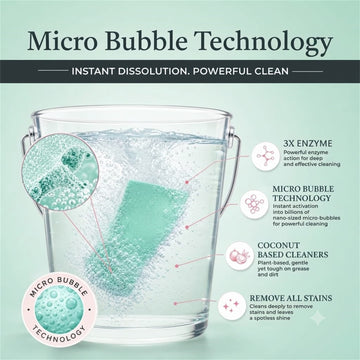 Micro Bubble Technology
INSTANT DISSOLUTION. POWERFUL CLEAN
3X ENZYME
Powerful enzyme
action for deep
and effective cleaning
MICRO BUBBLE
TECHNOLOGY
Instant activation
into billions of
nano-sized micro-bubbles
for powerful cleaning
COCONUT
BASED CLEANERS
Plant-based, gentle
yet tough on grease
and dirt
REMOVE ALL STAINS
Cleans deeply to remove
stains and leaves
a spotless shine
MICRO BUBBLE
TECHNOLOGY